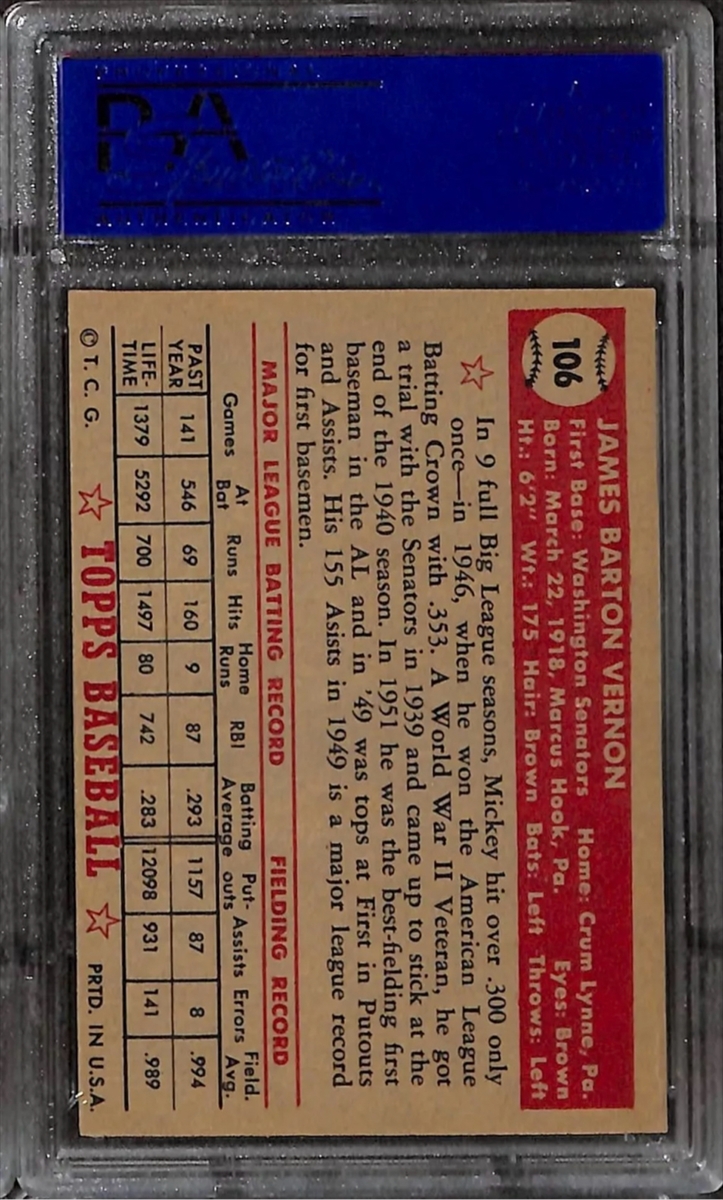 106
JAMES BARTON VERNON
First Base: Washington Senators Home: Crum Lynne, Pa.
Born: March 22, 1918, Marcus Hook, Pa. Eyes: Brown
Ht.: 6'2" Wt.: 175 Hair: Brown Bats: Left Throws: Left
In 9 full Big League seasons, Mickey hit over .300 only
once—in 1946, when he won the American League
Batting Crown with .353. A World War II Veteran, he got
a trial with the Senators in 1939 and came up to stick at the
end of the 1940 season. In 1951 he was the best-fielding first
baseman in the AL and in '49 was tops at First in Putouts
and Assists. His 155 Asists in 1949 is a major league record
for first basemen.
MAJOR LEAGUE BATTING RECORD FIELDING RECORD
Games At Bat Runs Hits Home Runs RBI Batting Average Put-outs Assists Errors Field. Avg.
PAST YEAR 141 546 69 160 9 87 .293 1157 87 8 .994
LIFE-TIME 1379 5292 700 1497 80 742 .283 12098 931 141 .989
© T. C. G. TOPPS BASEBALL PRTD. IN U.S.A.